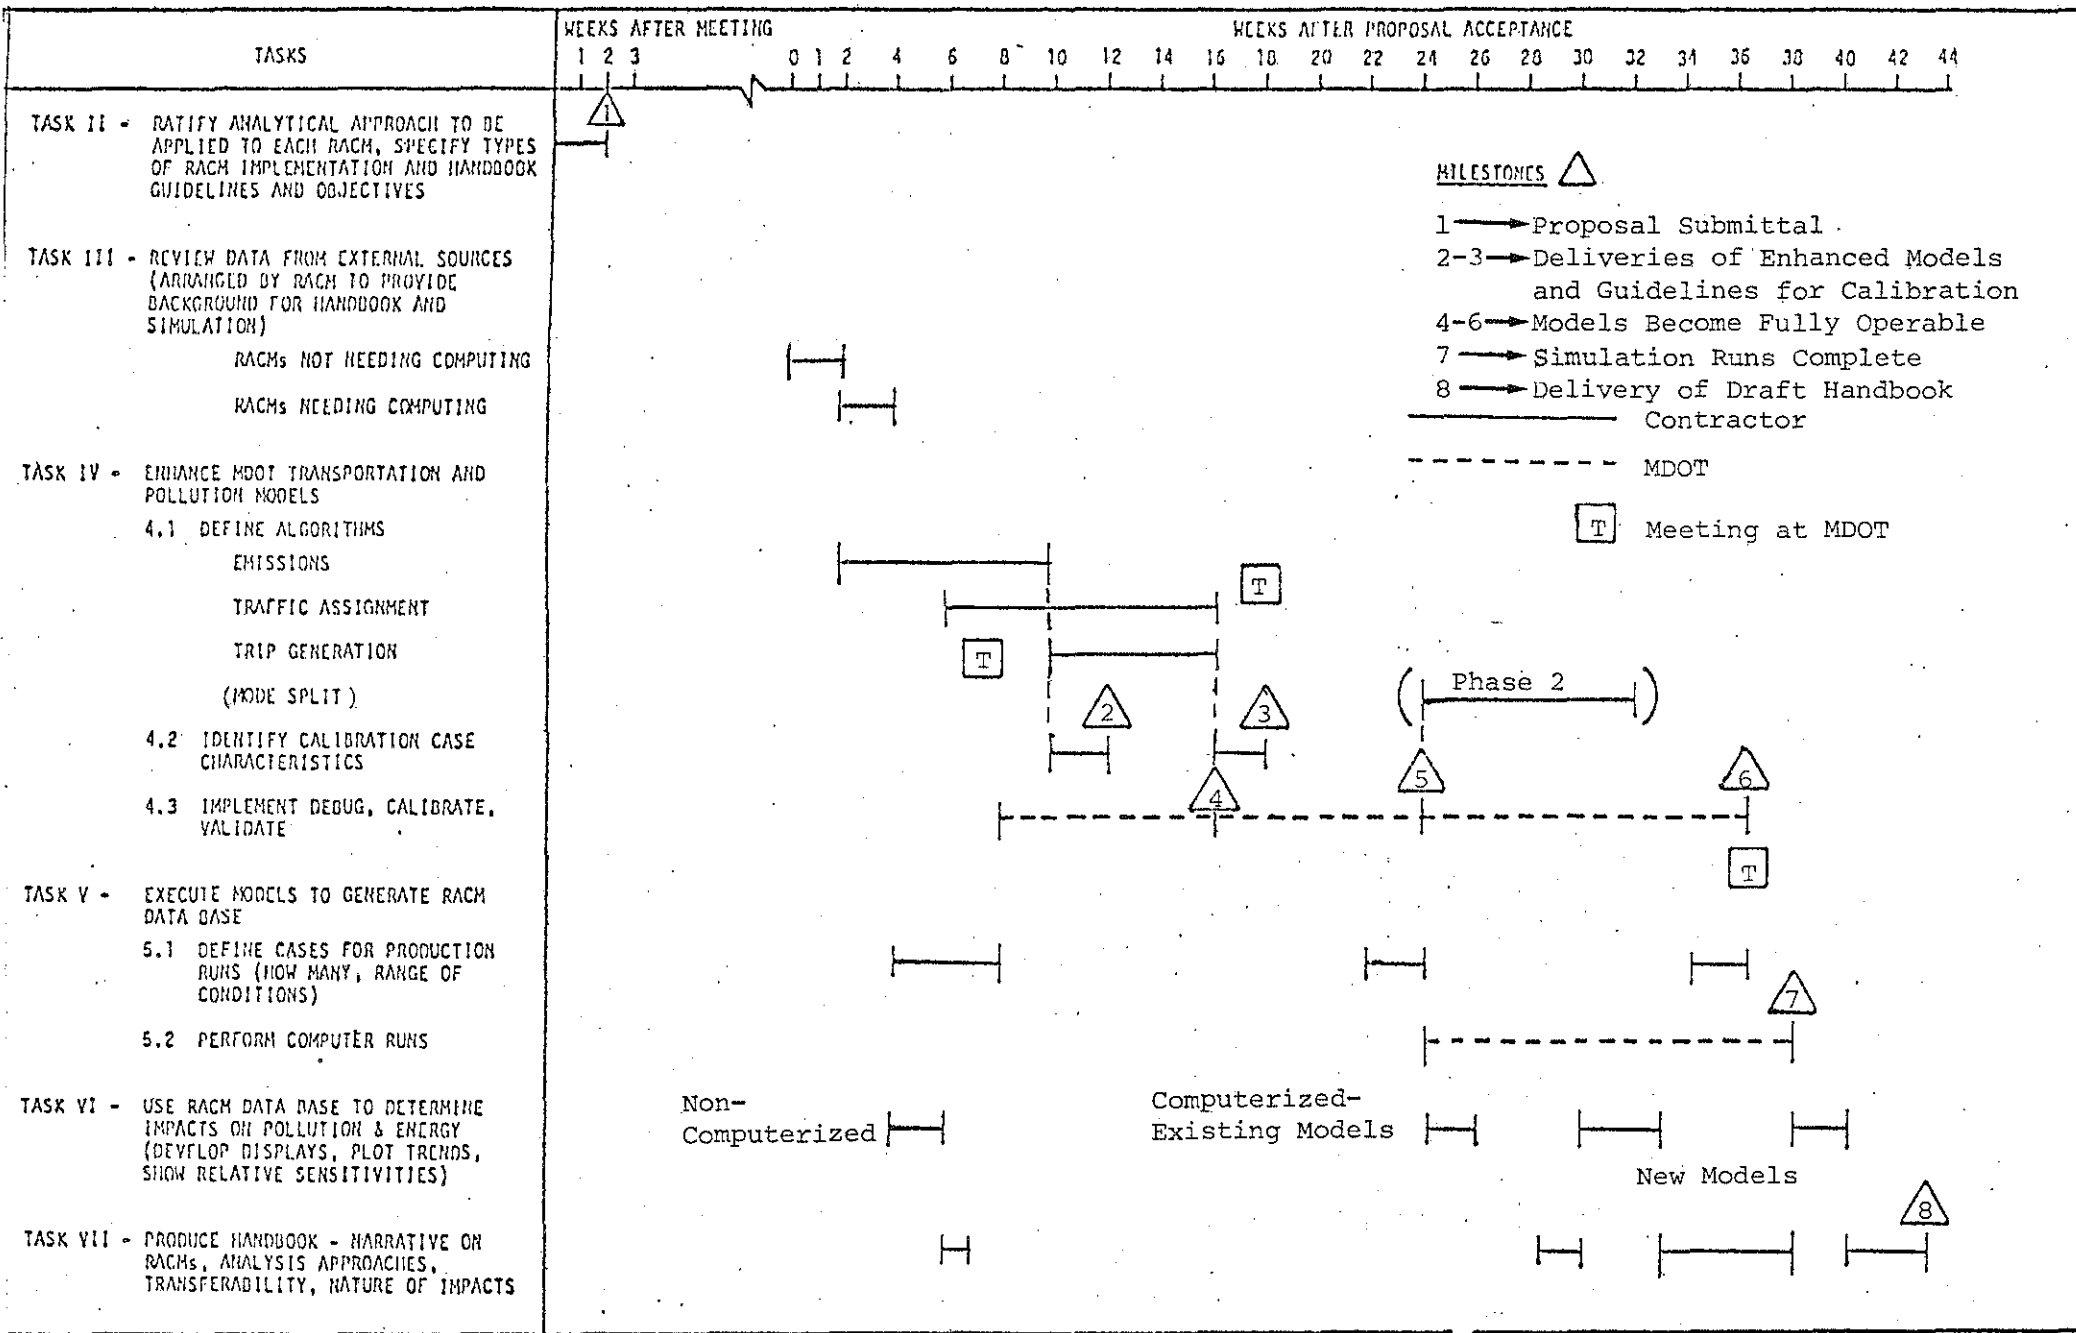 TASKS
WEEKS AFTER MEETING
WEEKS AFTER PROPOSAL ACCEPTANCE
1 2 3
0 1 2 4 6 8 10 12 14 16 18 20 22 24 26 28 30 32 34 36 38 40 42 44
TASK II - RATIFY ANALYTICAL APPROACH TO BE
APPLIED TO EACH RACM, SPECIFY TYPES
OF RACM IMPLEMENTATION AND HANDBOOK
GUIDELINES AND OBJECTIVES
1
MILESTONES
1 Proposal Submittal
2-3 Deliveries of Enhanced Models
and Guidelines for Calibration
4-6 Models Become Fully Operable
7 Simulation Runs Complete
8 Delivery of Draft Handbook
Contractor
MDOT
T Meeting at MDOT
TASK III - REVIEW DATA FROM EXTERNAL SOURCES
(ARRANGED BY RACM TO PROVIDE
BACKGROUND FOR HANDBOOK AND
SIMULATION)
RACMs NOT NEEDING COMPUTING
RACMs NEEDING COMPUTING
TASK IV - ENHANCE MDOT TRANSPORTATION AND
POLLUTION MODELS
4.1 DEFINE ALGORITHMS
EMISSIONS
T
TRAFFIC ASSIGNMENT
TRIP GENERATION
T
(MODE SPLIT)
2
3
Phase 2
4.2 IDENTIFY CALIBRATION CASE
CHARACTERISTICS
4
5
6
4.3 IMPLEMENT DEBUG, CALIBRATE,
VALIDATE
T
TASK V - EXECUTE MODELS TO GENERATE RACM
DATA BASE
5.1 DEFINE CASES FOR PRODUCTION
RUNS (HOW MANY, RANGE OF
CONDITIONS)
7
5.2 PERFORM COMPUTER RUNS
TASK VI - USE RACM DATA BASE TO DETERMINE
IMPACTS ON POLLUTION & ENERGY
(DEVELOP DISPLAYS, PLOT TRENDS,
SHOW RELATIVE SENSITIVITIES)
Non-
Computerized
Computerized-
Existing Models
New Models
8
TASK VII - PRODUCE HANDBOOK - NARRATIVE ON
RACMs, ANALYSIS APPROACHES,
TRANSFERABILITY, NATURE OF IMPACTS